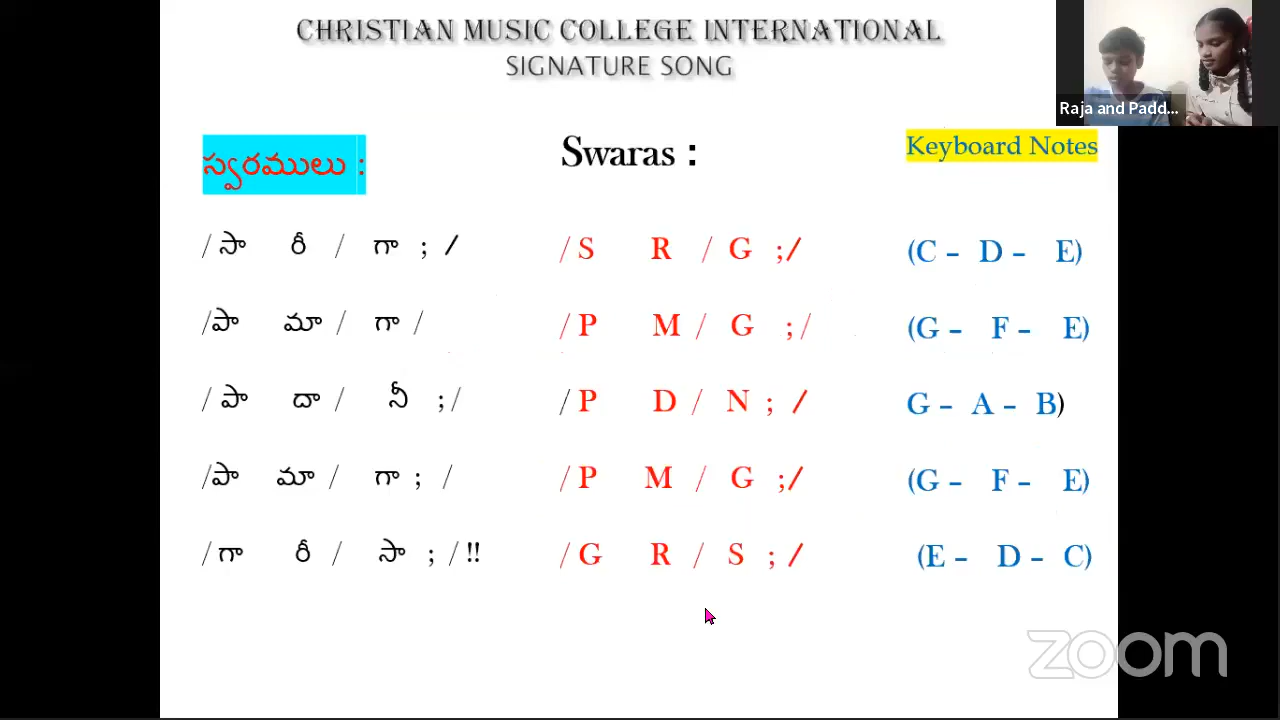 CHRISTIAN MUSIC COLLEGE INTERNATIONAL
SIGNATURE SONG
Raja and Padd...
స్వరములు : Swaras : Keyboard Notes
/ సా రీ / గా ; / / S R / G ;/ (C – D – E)
/పా మా / గా / / P M / G ;/ (G – F – E)
/ పా దా / నీ ;/ / P D / N ; / G – A – B)
/పా మా / గా ; / / P M / G ;/ (G – F – E)
/ గా రీ / సా ; / !! / G R / S ; / (E – D – C)
zoom